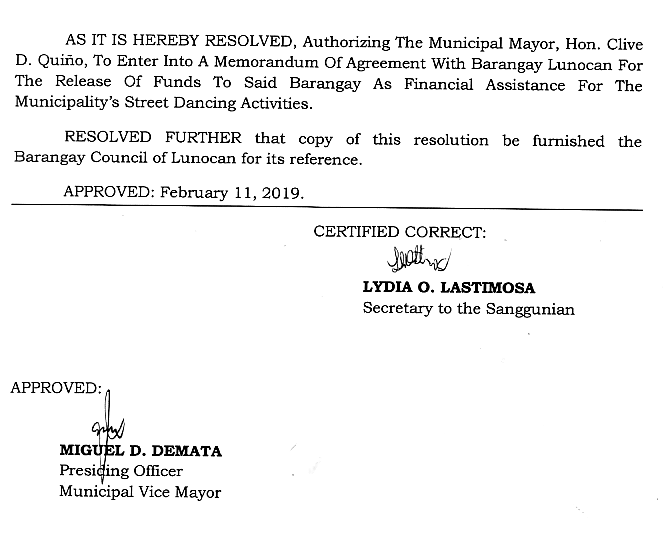 AS IT IS HEREBY RESOLVED, Authorizing The Municipal Mayor, Hon. Clive
D. Quiño, To Enter Into A Memorandum Of Agreement With Barangay Lunocan For
The Release Of Funds To Said Barangay As Financial Assistance For The
Municipality's Street Dancing Activities.
RESOLVED FURTHER that copy of this resolution be furnished the
Barangay Council of Lunocan for its reference.
APPROVED: February 11, 2019.
CERTIFIED CORRECT:
LYDIA O. LASTIMOSA
Secretary to the Sanggunian
APPROVED:
MIGUEL D. DEMATA
Presiding Officer
Municipal Vice Mayor